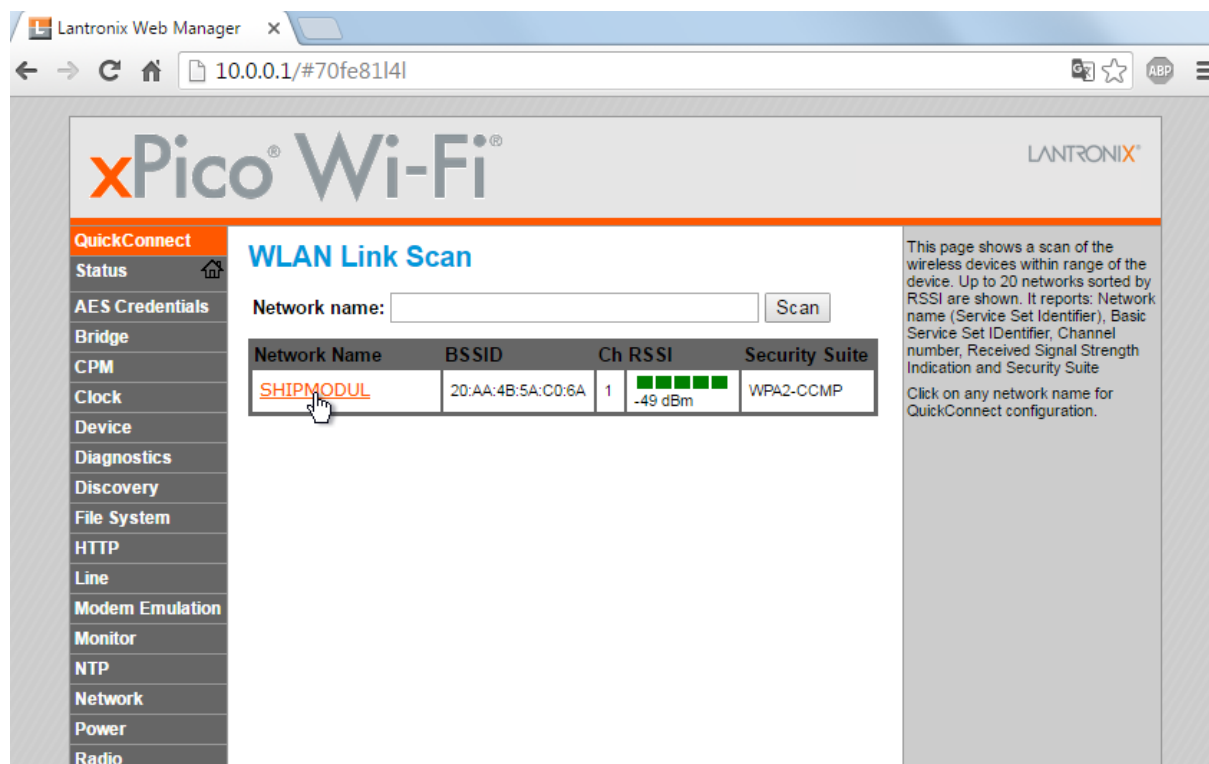 Lantronix Web Manager
10.0.0.1/#70fe81l4l
ABP
xPico® Wi-Fi®
LANTRONIX®
QuickConnect
Status
AES Credentials
Bridge
CPM
Clock
Device
Diagnostics
Discovery
File System
HTTP
Line
Modem Emulation
Monitor
NTP
Network
Power
Radio
WLAN Link Scan
Network name:
Scan
Network Name BSSID Ch RSSI Security Suite
SHIPMODUL 20:AA:4B:5A:C0:6A 1 -49 dBm WPA2-CCMP
This page shows a scan of the
wireless devices within range of the
device. Up to 20 networks sorted by
RSSI are shown. It reports: Network
name (Service Set Identifier), Basic
Service Set IDentifier, Channel
number, Received Signal Strength
Indication and Security Suite
Click on any network name for
QuickConnect configuration.